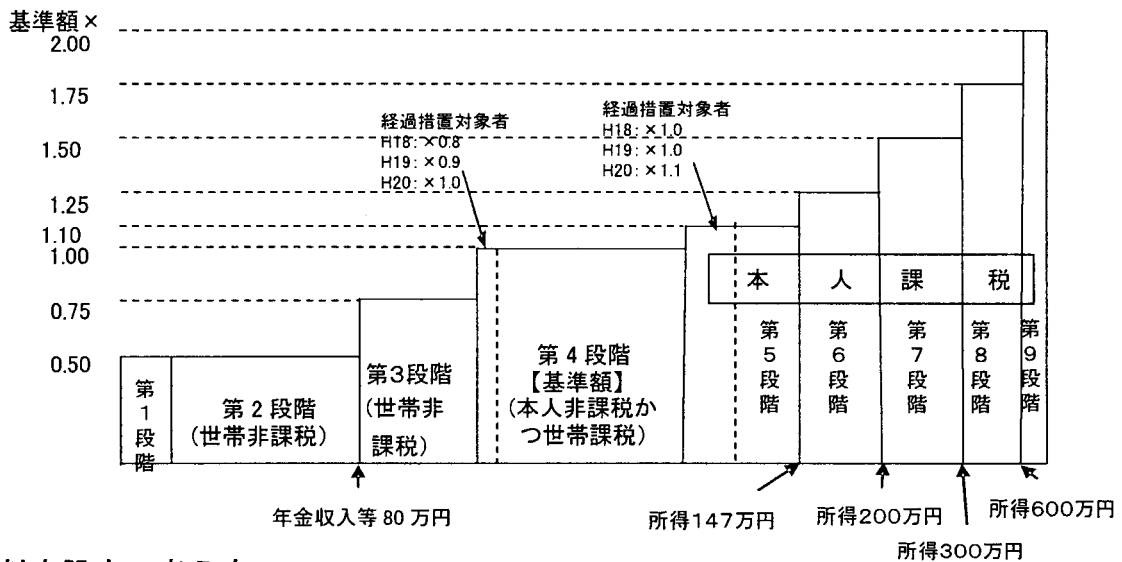 基準額×
2.00
1.75
1.50
1.25
1.10
1.00
0.75
0.50
経過措置対象者
H18：×0.8
H19：×0.9
H20：×1.0
経過措置対象者
H18：×1.0
H19：×1.0
H20：×1.1
本人課税
第１段階
第２段階
（世帯非課税）
第３段階
（世帯非
課税）
第４段階
【基準額】
（本人非課税か
つ世帯課税）
第５段階
第６段階
第７段階
第８段階
第９段階
年金収入等 80 万円
所得１４７万円
所得200万円
所得600万円
所得300万円